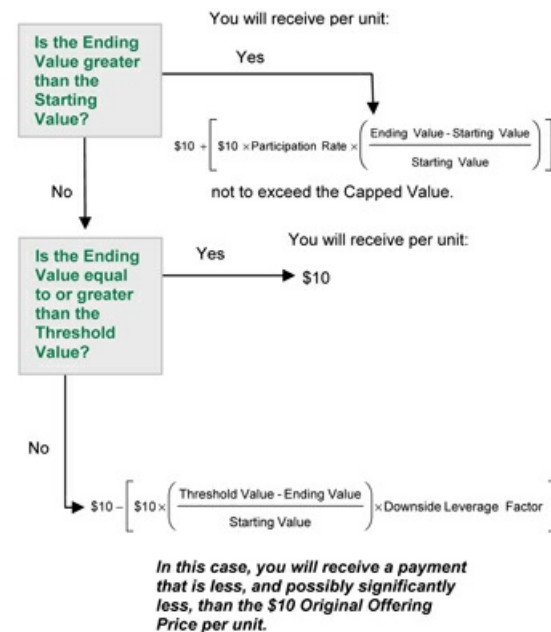 You will receive per unit:
Is the Ending
Value greater
than the
Starting
Value?
Yes
$10 + [ $10 × Participation Rate × ( Ending Value - Starting Value / Starting Value ) ]
not to exceed the Capped Value.
No
You will receive per unit:
Is the Ending
Value equal
to or greater
than the
Threshold
Value?
Yes
$10
No
$10 − [ $10 × ( Threshold Value - Ending Value / Starting Value ) × Downside Leverage Factor ]
In this case, you will receive a payment
that is less, and possibly significantly
less, than the $10 Original Offering
Price per unit.